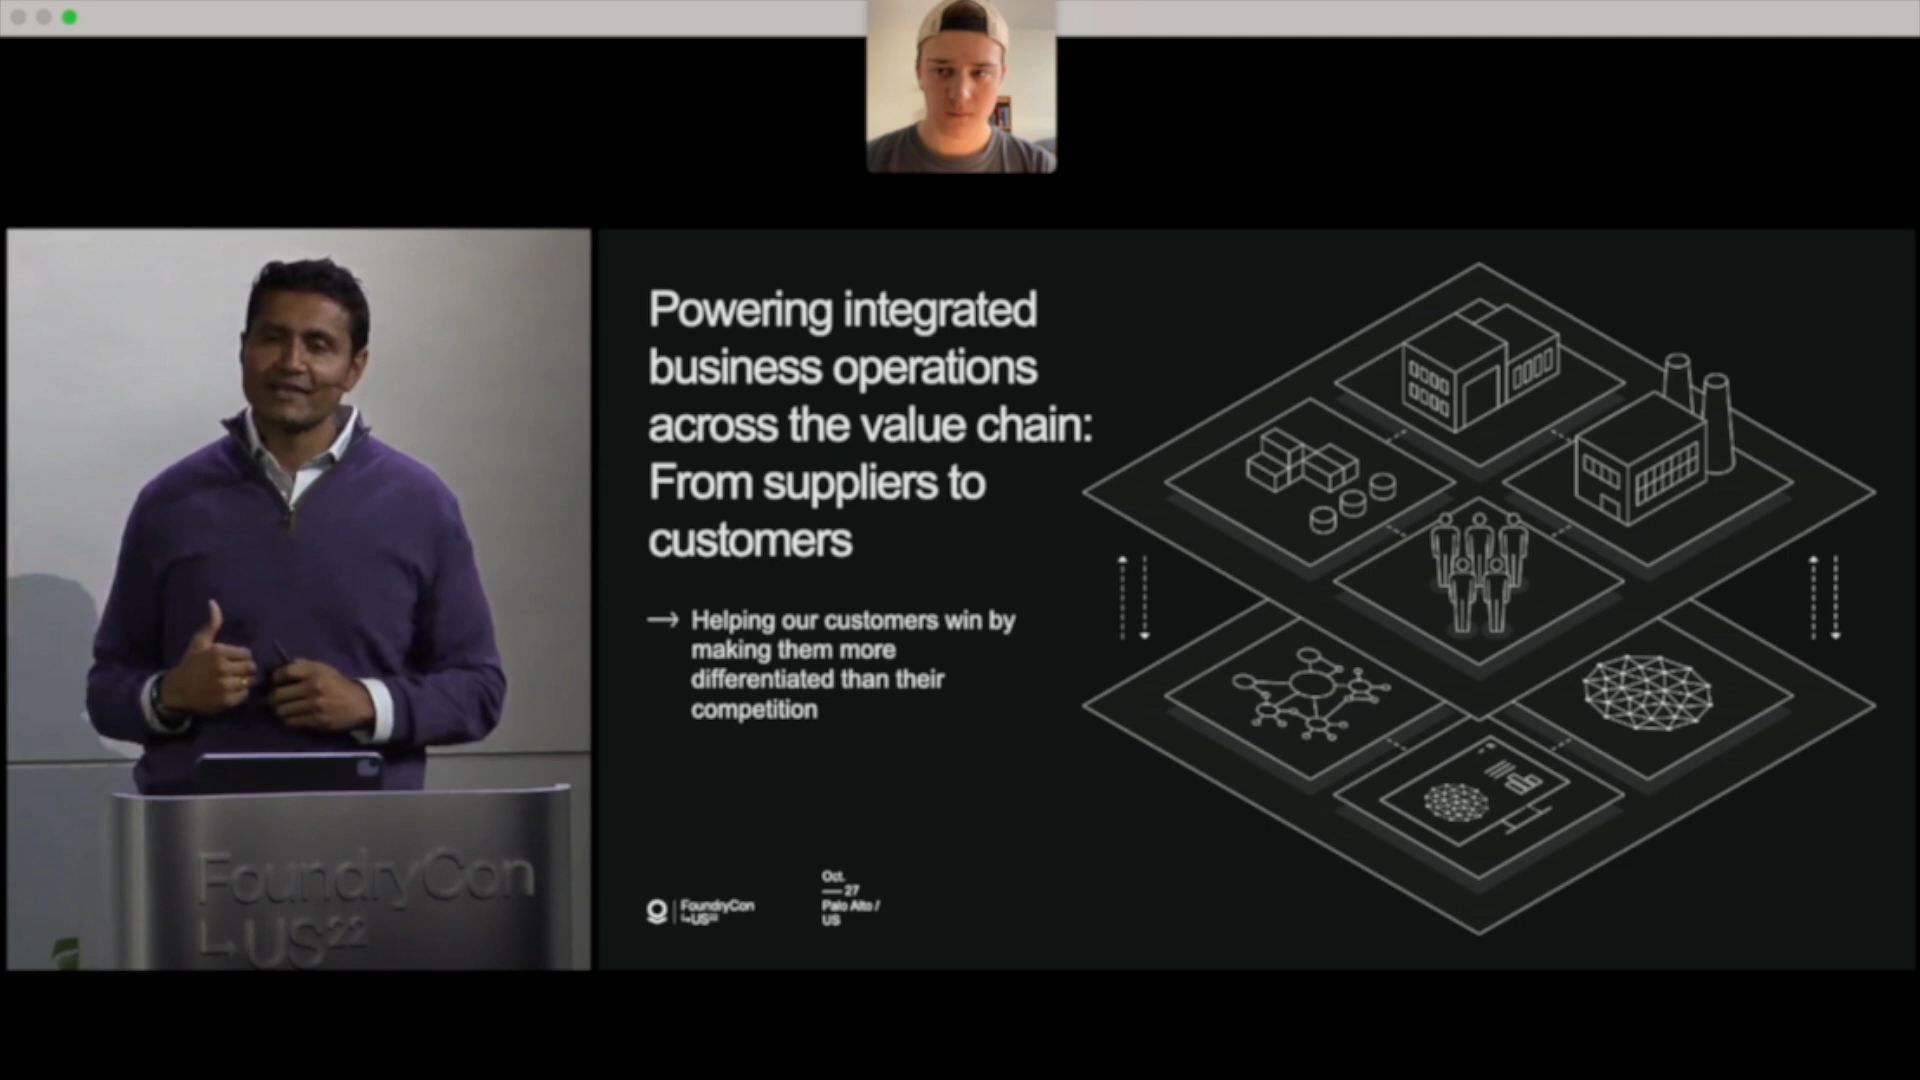 Powering integrated
business operations
across the value chain:
From suppliers to
customers
→ Helping our customers win by
making them more
differentiated than their
competition
FoundryCon
↳US²²
Oct.
—27
Palo Alto /
US
FoundryCon
↳US²²